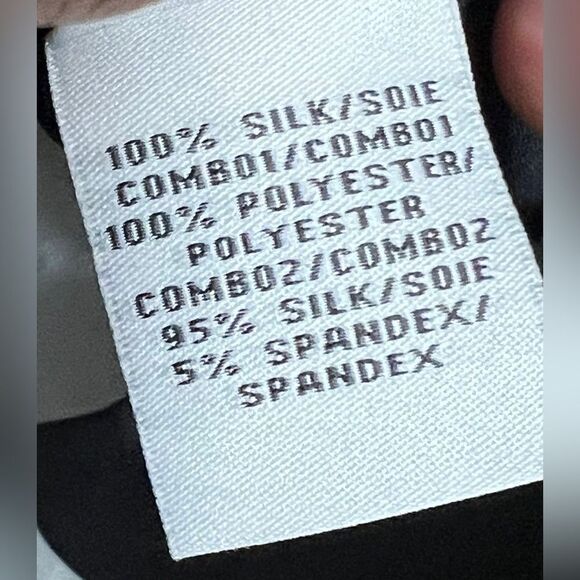 100% SILK/SOIE
COMBO1/COMBO1
100% POLYESTER/
POLYESTER
COMBO2/COMBO2
95% SILK/SOIE
5% SPANDEX/
SPANDEX